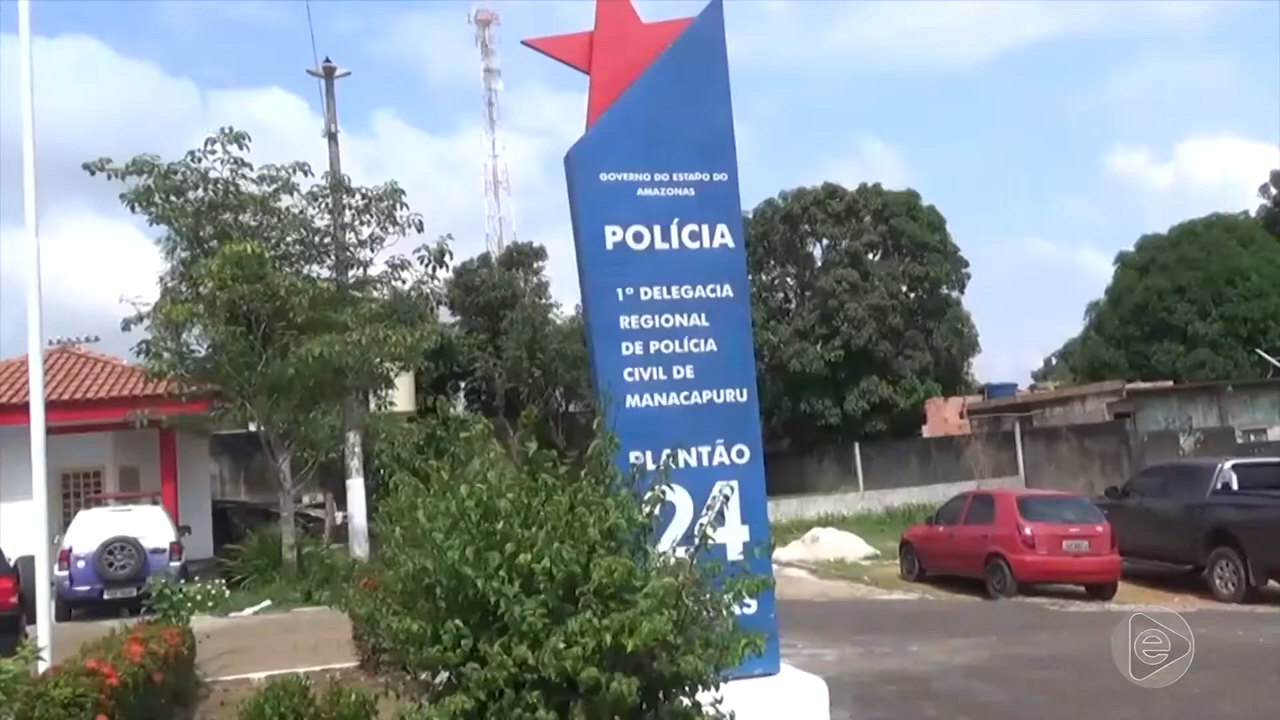 GOVERNO DO ESTADO DO
AMAZONAS
POLÍCIA
1º DELEGACIA
REGIONAL
DE POLÍCIA
CIVIL DE
MANACAPURU
PLANTÃO
24
e